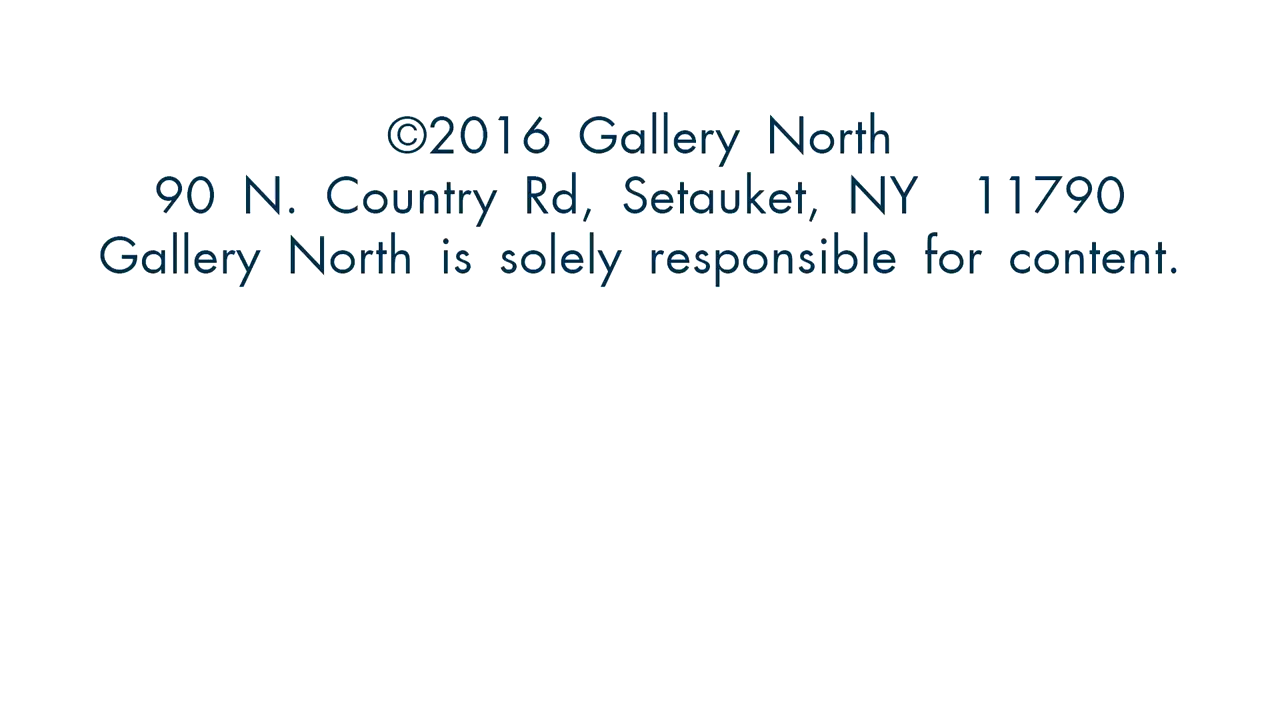 ©2016 Gallery North
90 N. Country Rd, Setauket, NY  11790
Gallery North is solely responsible for content.